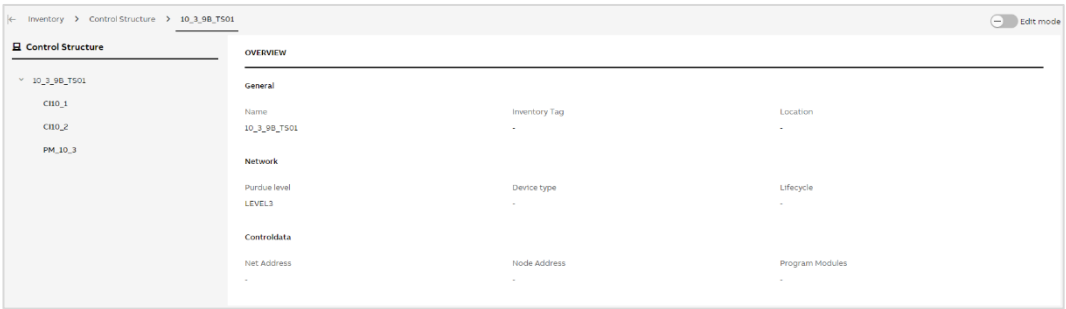 Inventory > Control Structure > 10_3_9B_TS01
Edit mode
Control Structure
10_3_9B_TS01
CI10_1
CI10_2
PM_10_3
OVERVIEW
General
Name Inventory Tag Location
10_3_9B_TS01 - -
Network
Purdue level Device type Lifecycle
LEVEL3 - -
Controldata
Net Address Node Address Program Modules
- - -